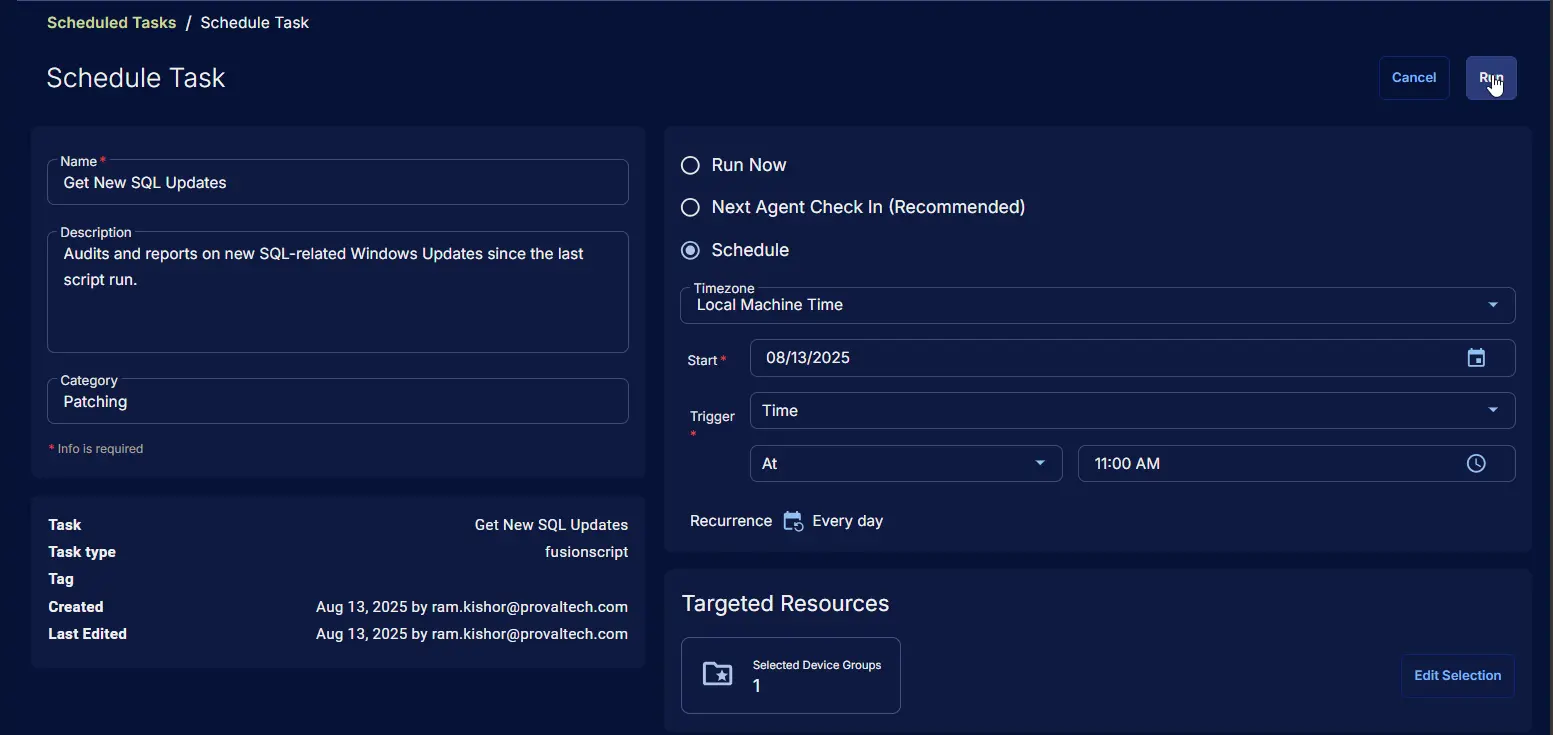 Scheduled Tasks / Schedule Task
Schedule Task
Cancel
Run
Name *
Get New SQL Updates
Description
Audits and reports on new SQL-related Windows Updates since the last
script run.
Category
Patching
* Info is required
Task Get New SQL Updates
Task type fusionscript
Tag
Created Aug 13, 2025 by ram.kishor@provaltech.com
Last Edited Aug 13, 2025 by ram.kishor@provaltech.com
Run Now
Next Agent Check In (Recommended)
Schedule
Timezone
Local Machine Time
Start * 08/13/2025
Trigger * Time
At 11:00 AM
Recurrence Every day
Targeted Resources
Selected Device Groups
1
Edit Selection